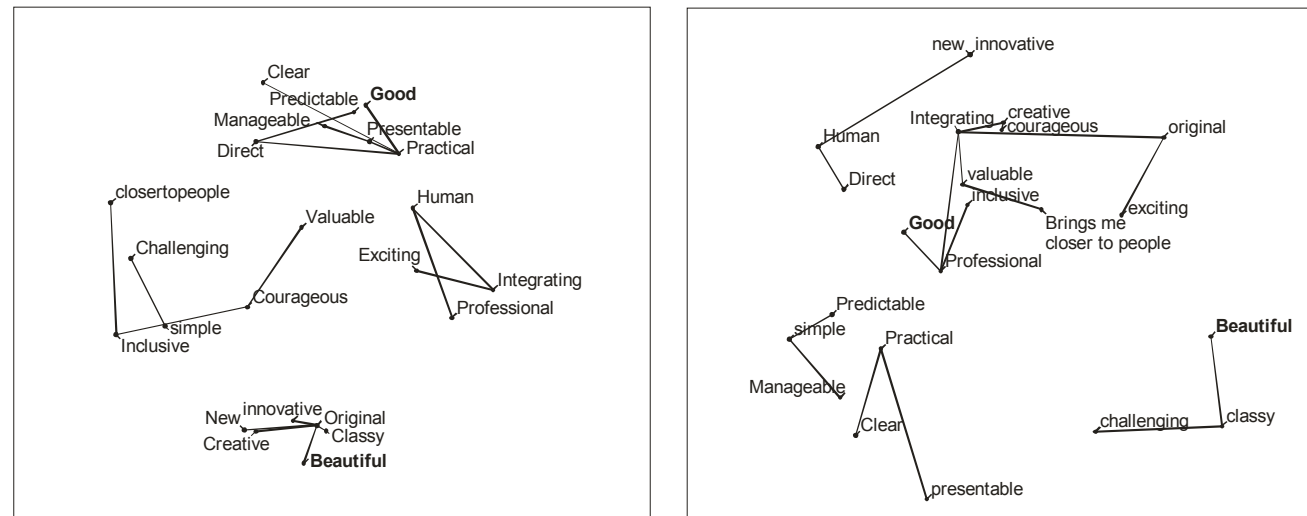 Clear
Predictable
Good
Manageable
Presentable
Direct
Practical
closertopeople
Human
Valuable
Challenging
Exciting
Integrating
Courageous
Professional
simple
Inclusive
innovative
New
Original
Creative
Classy
Beautiful
new innovative
creative
Integrating
courageous
original
Human
Direct
valuable
inclusive
exciting
Good
Brings me
closer to people
Professional
Predictable
simple
Practical
Beautiful
Manageable
Clear
challenging
classy
presentable